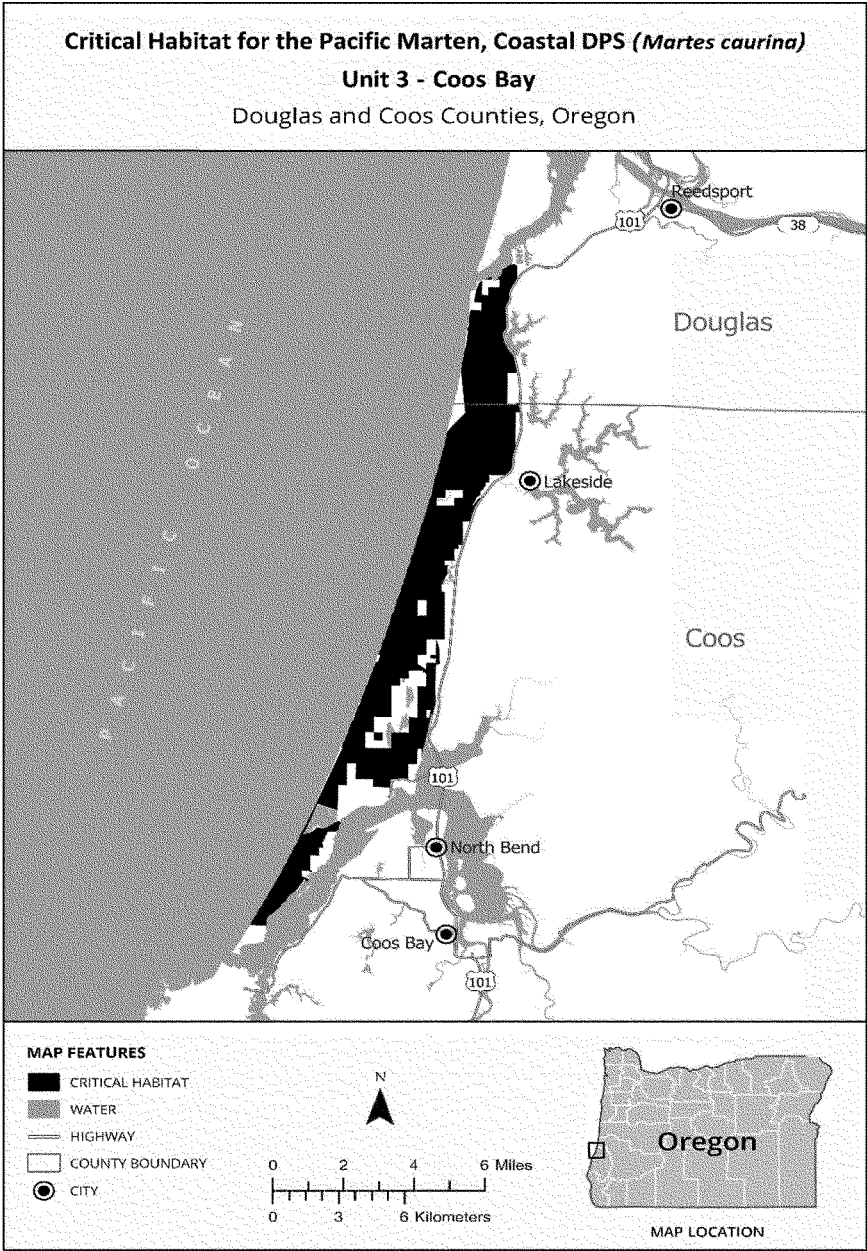 Critical Habitat for the Pacific Marten, Coastal DPS (Martes caurina)
Unit 3 - Coos Bay
Douglas and Coos Counties, Oregon
Reedsport
101
38
Douglas
PACIFIC OCEAN
Lakeside
Coos
101
North Bend
Coos Bay
101
MAP FEATURES
CRITICAL HABITAT
WATER
HIGHWAY
COUNTY BOUNDARY
CITY
N
0 2 4 6 Miles
0 3 6 Kilometers
Oregon
MAP LOCATION